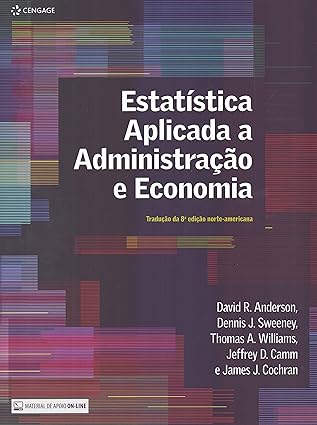 CENGAGE
Estatística
Aplicada a
Administração
e Economia
Tradução da 8ª edição norte-americana
David R. Anderson,
Dennis J. Sweeney,
Thomas A. Williams,
Jeffrey D. Camm
e James J. Cochran
MATERIAL DE APOIO ON-LINE